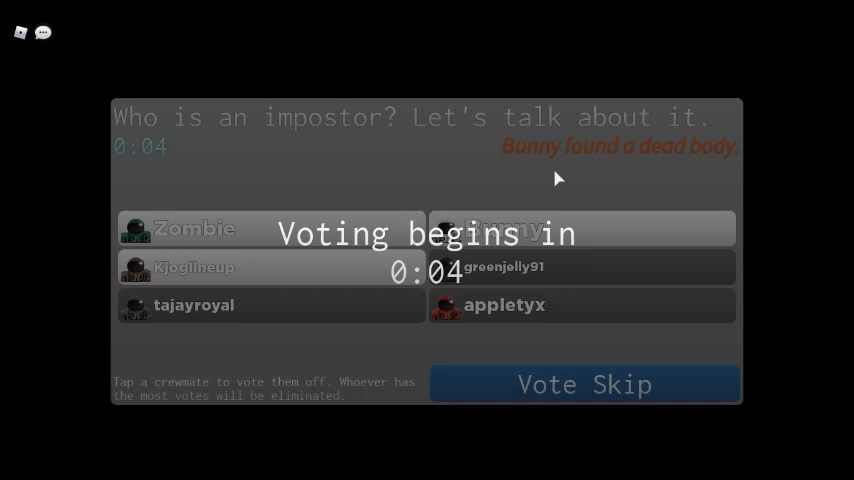 Who is an impostor? Let's talk about it.
0:04
Bunny found a dead body.
Zombie
Bunny
Voting begins in
0:04
Kjogllneup
greenjelly91
tajayroyal
appletyx
Tap a crewmate to vote them off. Whoever has
the most votes will be eliminated.
Vote Skip